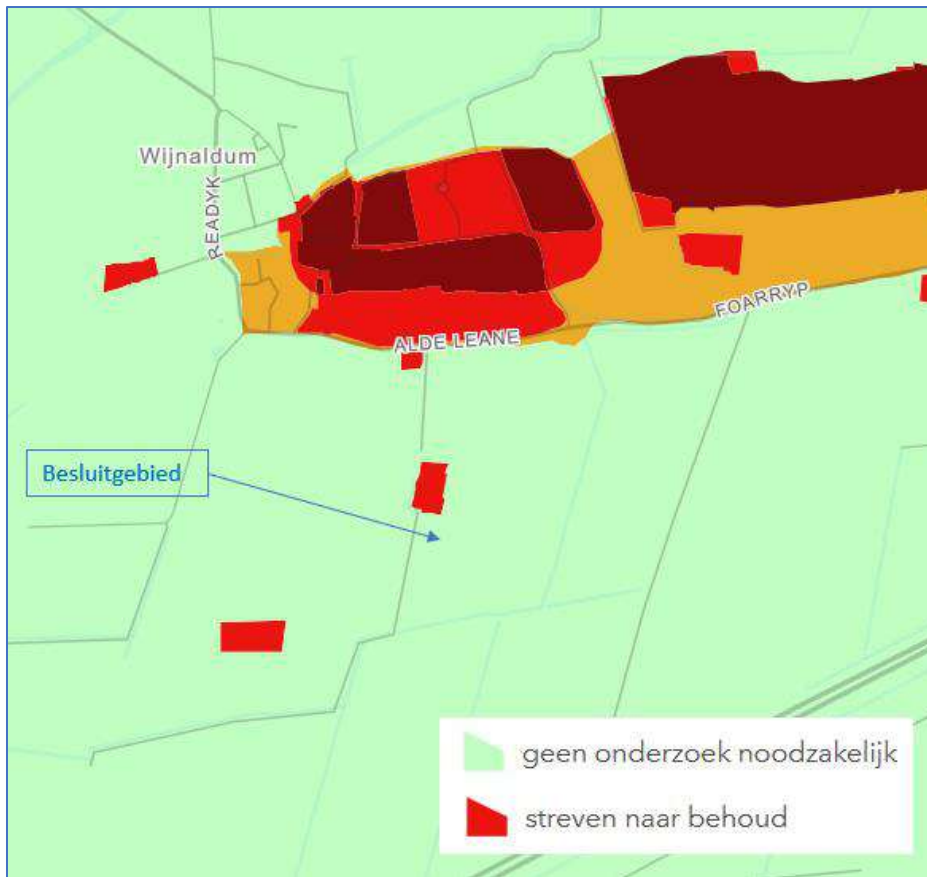 Wijnaldum
READYK
FOARRYP
ALDE LEANE
Besluitgebied
geen onderzoek noodzakelijk
streven naar behoud